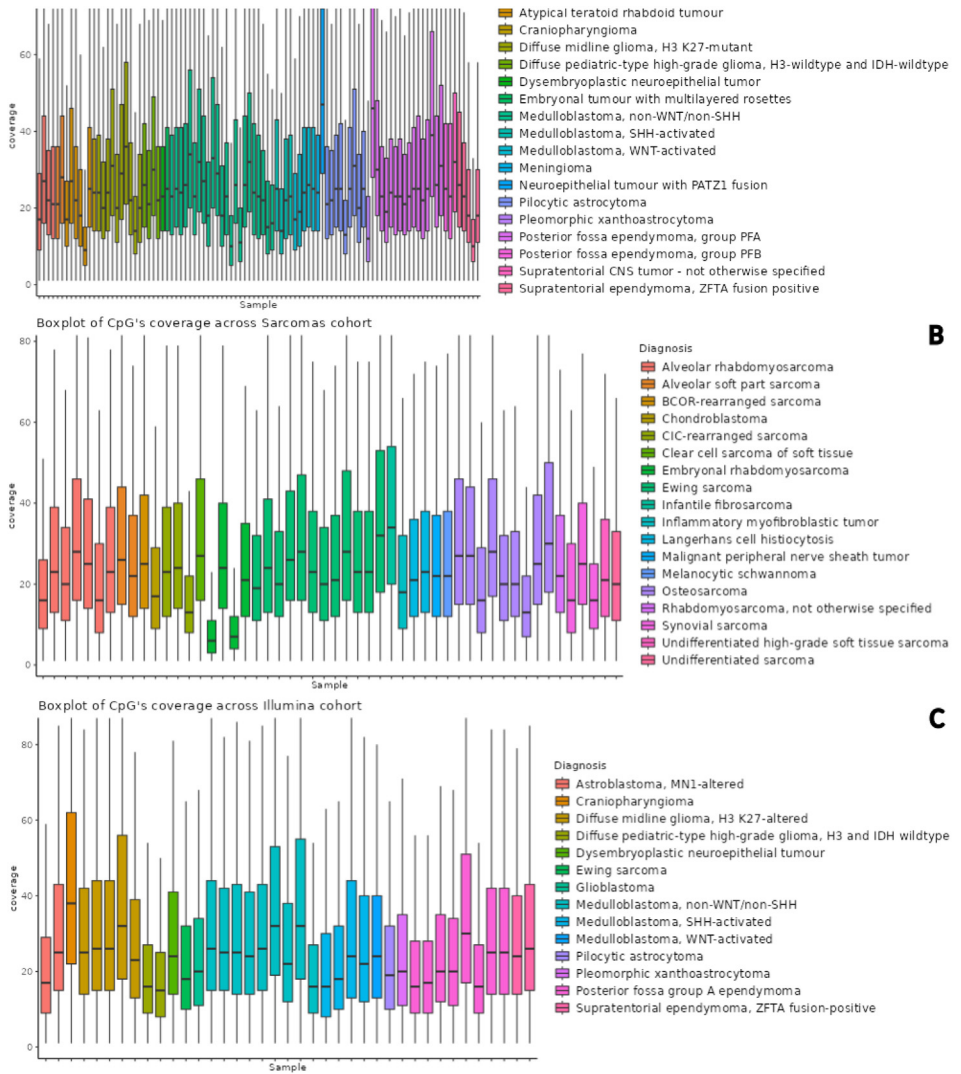 coverage
60
40
20
0
Sample
Atypical teratoid rhabdoid tumour
Craniopharyngioma
Diffuse midline glioma, H3 K27-mutant
Diffuse pediatric-type high-grade glioma, H3-wildtype and IDH-wildtype
Dysembryoplastic neuroepithelial tumor
Embryonal tumour with multilayered rosettes
Medulloblastoma, non-WNT/non-SHH
Medulloblastoma, SHH-activated
Medulloblastoma, WNT-activated
Meningioma
Neuroepithelial tumour with PATZ1 fusion
Pilocytic astrocytoma
Pleomorphic xanthoastrocytoma
Posterior fossa ependymoma, group PFA
Posterior fossa ependymoma, group PFB
Supratentorial CNS tumor - not otherwise specified
Supratentorial ependymoma, ZFTA fusion positive
Boxplot of CpG's coverage across Sarcomas cohort
B
coverage
80
60
40
20
0
Sample
Diagnosis
Alveolar rhabdomyosarcoma
Alveolar soft part sarcoma
BCOR-rearranged sarcoma
Chondroblastoma
CIC-rearranged sarcoma
Clear cell sarcoma of soft tissue
Embryonal rhabdomyosarcoma
Ewing sarcoma
Infantile fibrosarcoma
Inflammatory myofibroblastic tumor
Langerhans cell histiocytosis
Malignant peripheral nerve sheath tumor
Melanocytic schwannoma
Osteosarcoma
Rhabdomyosarcoma, not otherwise specified
Synovial sarcoma
Undifferentiated high-grade soft tissue sarcoma
Undifferentiated sarcoma
Boxplot of CpG's coverage across Illumina cohort
C
coverage
80
60
40
20
0
Sample
Diagnosis
Astroblastoma, MN1-altered
Craniopharyngioma
Diffuse midline glioma, H3 K27-altered
Diffuse pediatric-type high-grade glioma, H3 and IDH wildtype
Dysembryoplastic neuroepithelial tumour
Ewing sarcoma
Glioblastoma
Medulloblastoma, non-WNT/non-SHH
Medulloblastoma, SHH-activated
Medulloblastoma, WNT-activated
Pilocytic astrocytoma
Pleomorphic xanthoastrocytoma
Posterior fossa group A ependymoma
Supratentorial ependymoma, ZFTA fusion-positive